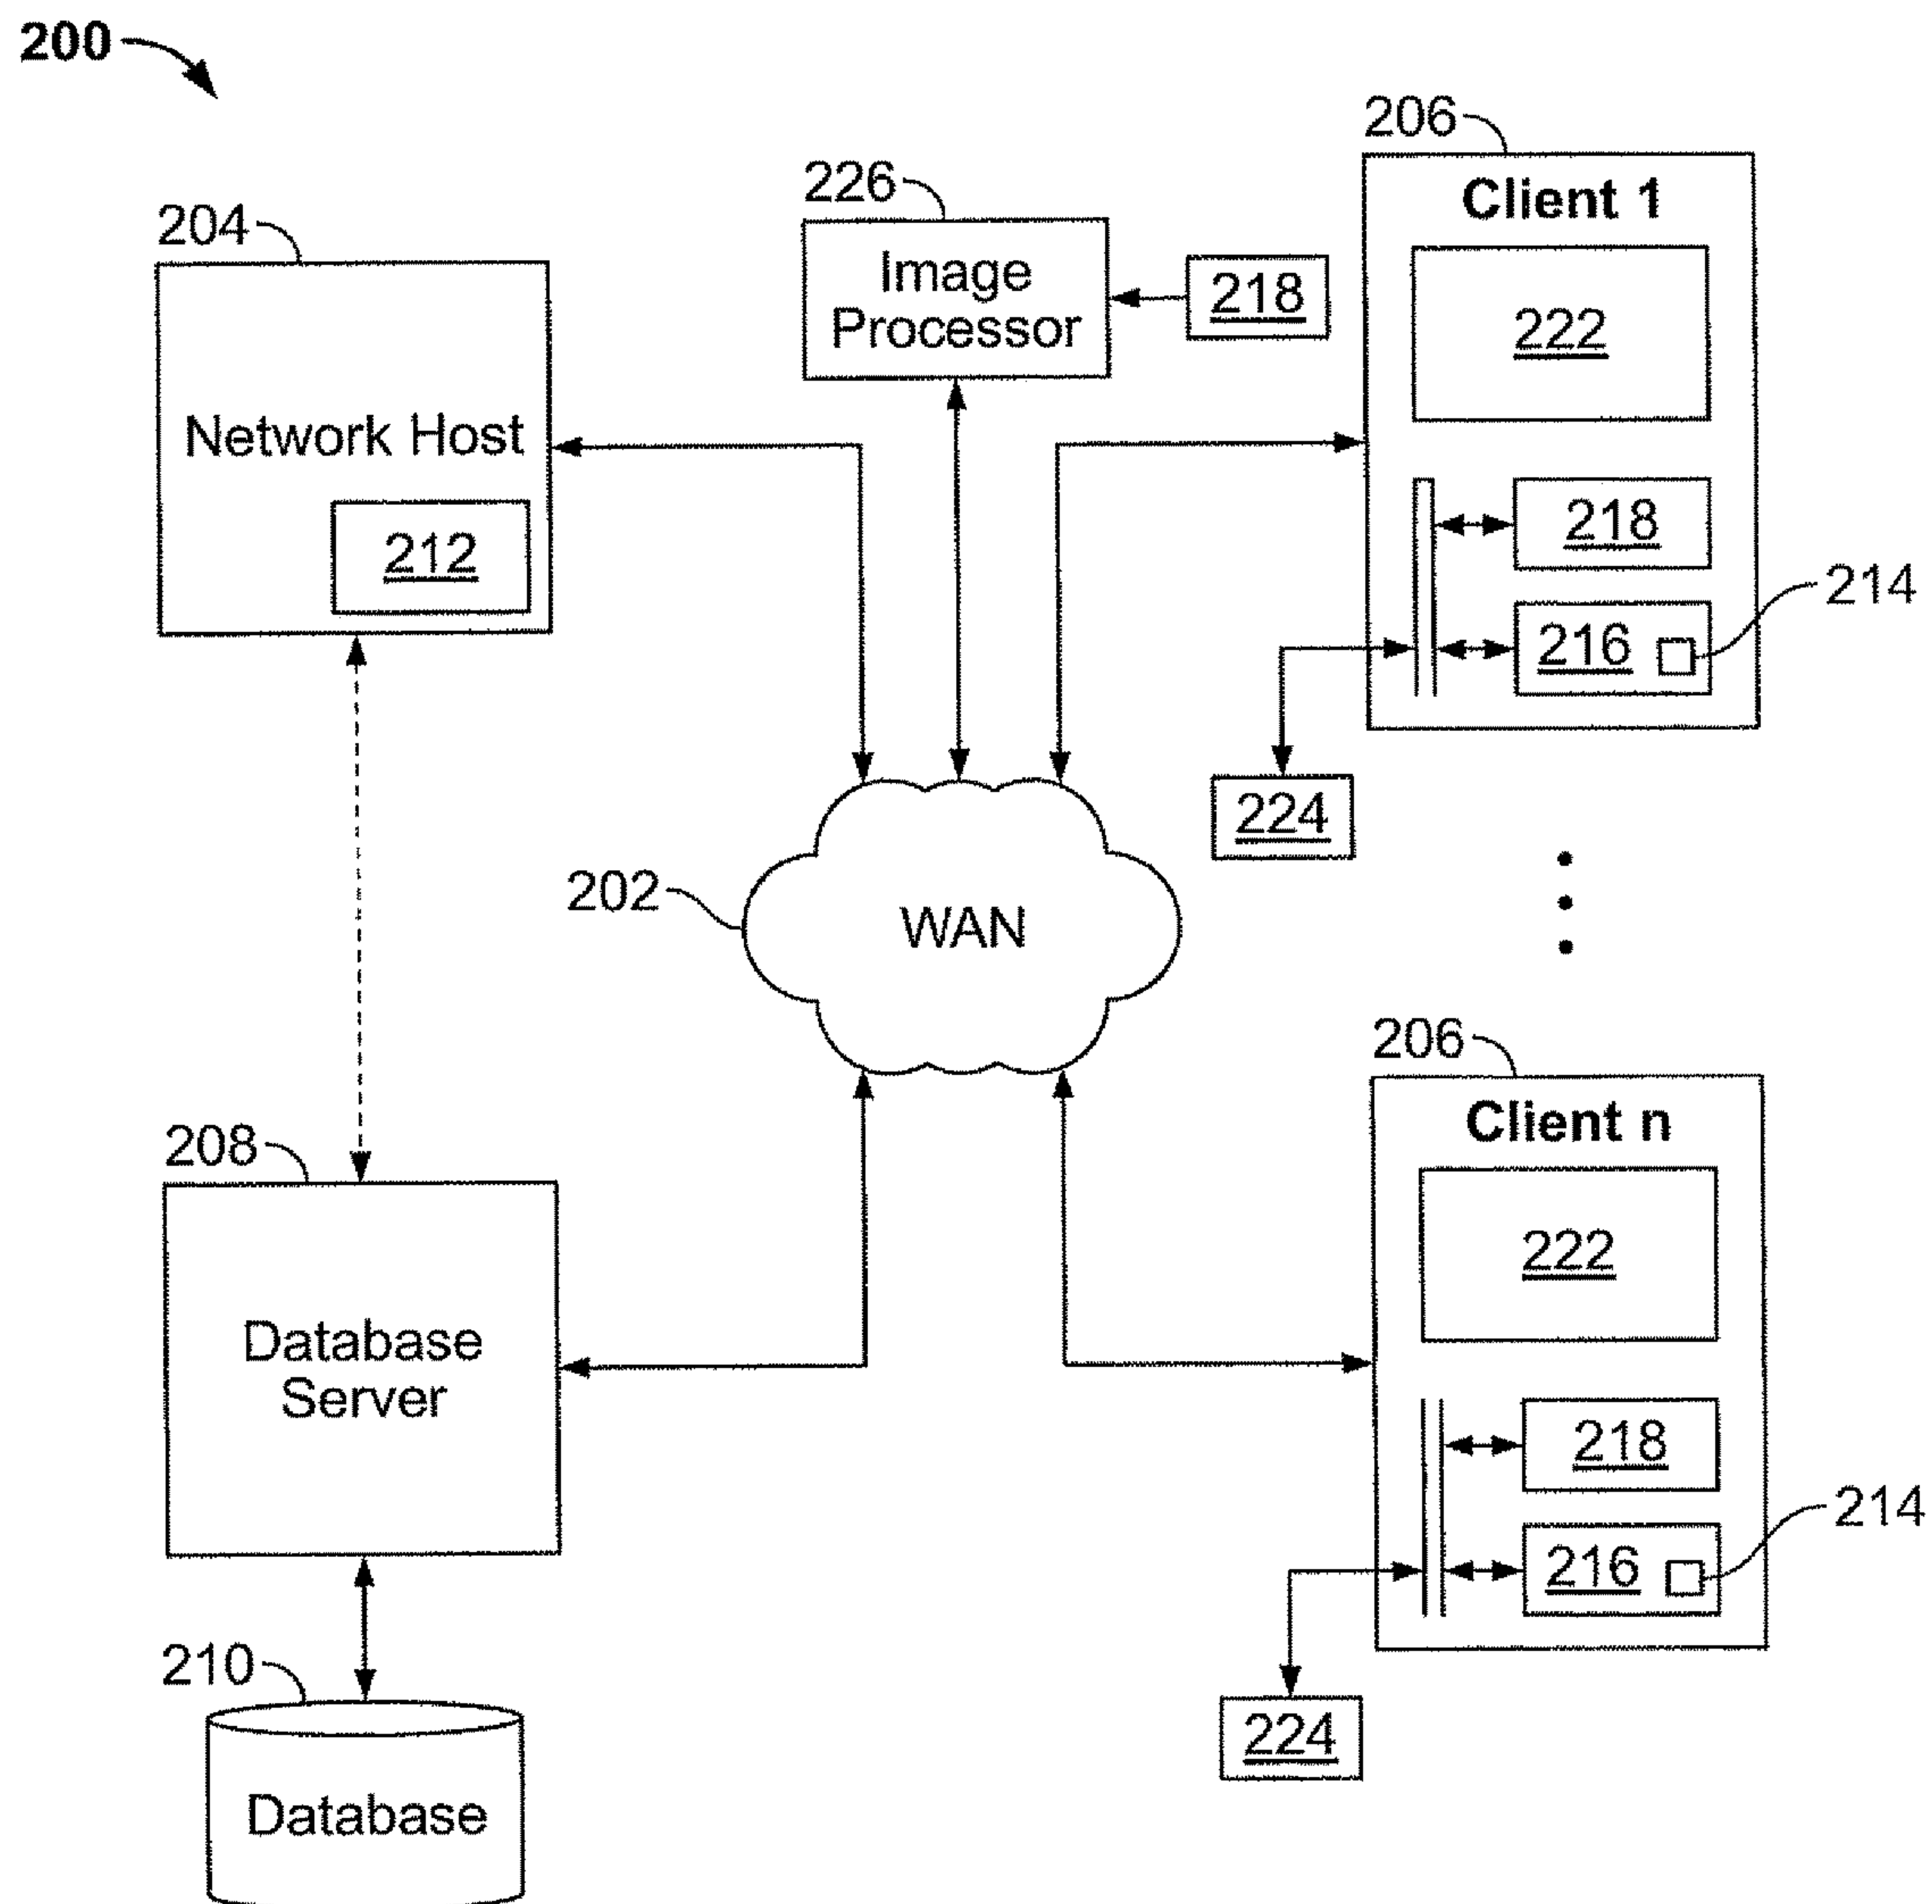 200
206
Client 1
222
218
216
214
224
226
Image
Processor
218
204
Network Host
212
202
WAN
208
Database
Server
210
Database
206
Client n
222
218
216
214
224